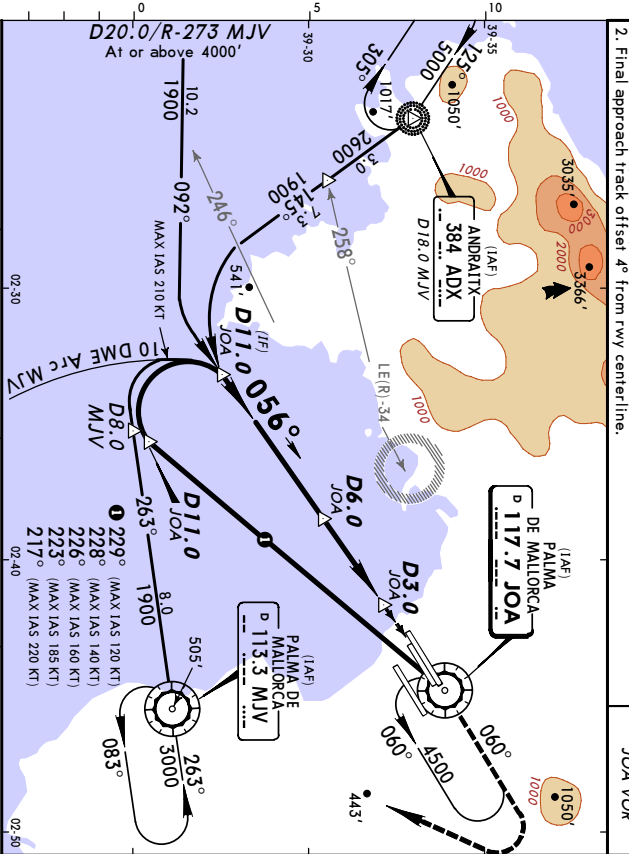 2. Final approach track offset 4° from rwy centerline.
JOA VOR
0
5
10
39-30
39-35
D20.0/R-273 MJV
At or above 4000'
10.2
1900
092°
MAX IAS 210 KT
10 DME Arc MJV
305°
125°
5000
1050'
1017'
2600
3.0
145°
1900
7.3
246°
258°
541'
(IAF)
ANDRAITX
384 ADX
D18.0 MJV
1000
1000
1000
1000
2000
3000
3035'
3366'
LE(R)-34
(IF)
D11.0
JOA
056°
D6.0
JOA
D3.0
JOA
D8.0
MJV
D11.0
JOA
263°
8.0
1900
1
1 229° (MAX IAS 120 KT)
228° (MAX IAS 140 KT)
226° (MAX IAS 160 KT)
223° (MAX IAS 185 KT)
217° (MAX IAS 220 KT)
(IAF)
PALMA
DE MALLORCA
D 117.7 JOA
(IAF)
PALMA DE
MALLORCA
D 113.3 MJV
505'
263°
3000
083°
060°
4500
060°
443'
1050'
1000
02-30
02-40
02-50